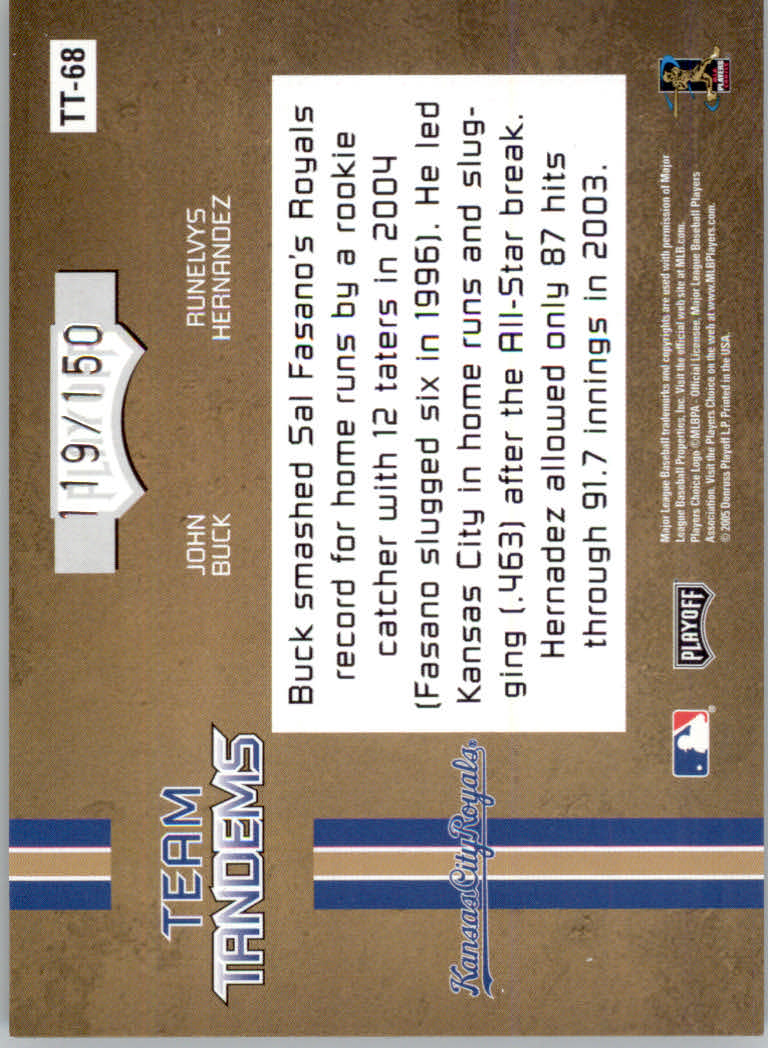 TT-68
PLAYOFF
119/150
JOHN
BUCK
RUNELVYS
HERNANDEZ
TEAM
TANDEMS
Buck smashed Sal Fasano's Royals
record for home runs by a rookie
catcher with 12 taters in 2004
(Fasano slugged six in 1996). He led
Kansas City in home runs and slug-
ging (.463) after the All-Star break.
Hernadez allowed only 87 hits
through 91.7 innings in 2003.
Kansas City Royals®
®
PLAYOFF
Major League Baseball trademarks and copyrights are used with permission of Major
League Baseball Properties, Inc. Visit the official web site at MLB.com.
Players Choice Logo ©MLBPA - Official Licensee, Major League Baseball Players
Association. Visit the Players Choice on the web at www.MLBPlayers.com.
© 2005 Donruss Playoff L.P. Printed in the USA.
PLAYERS